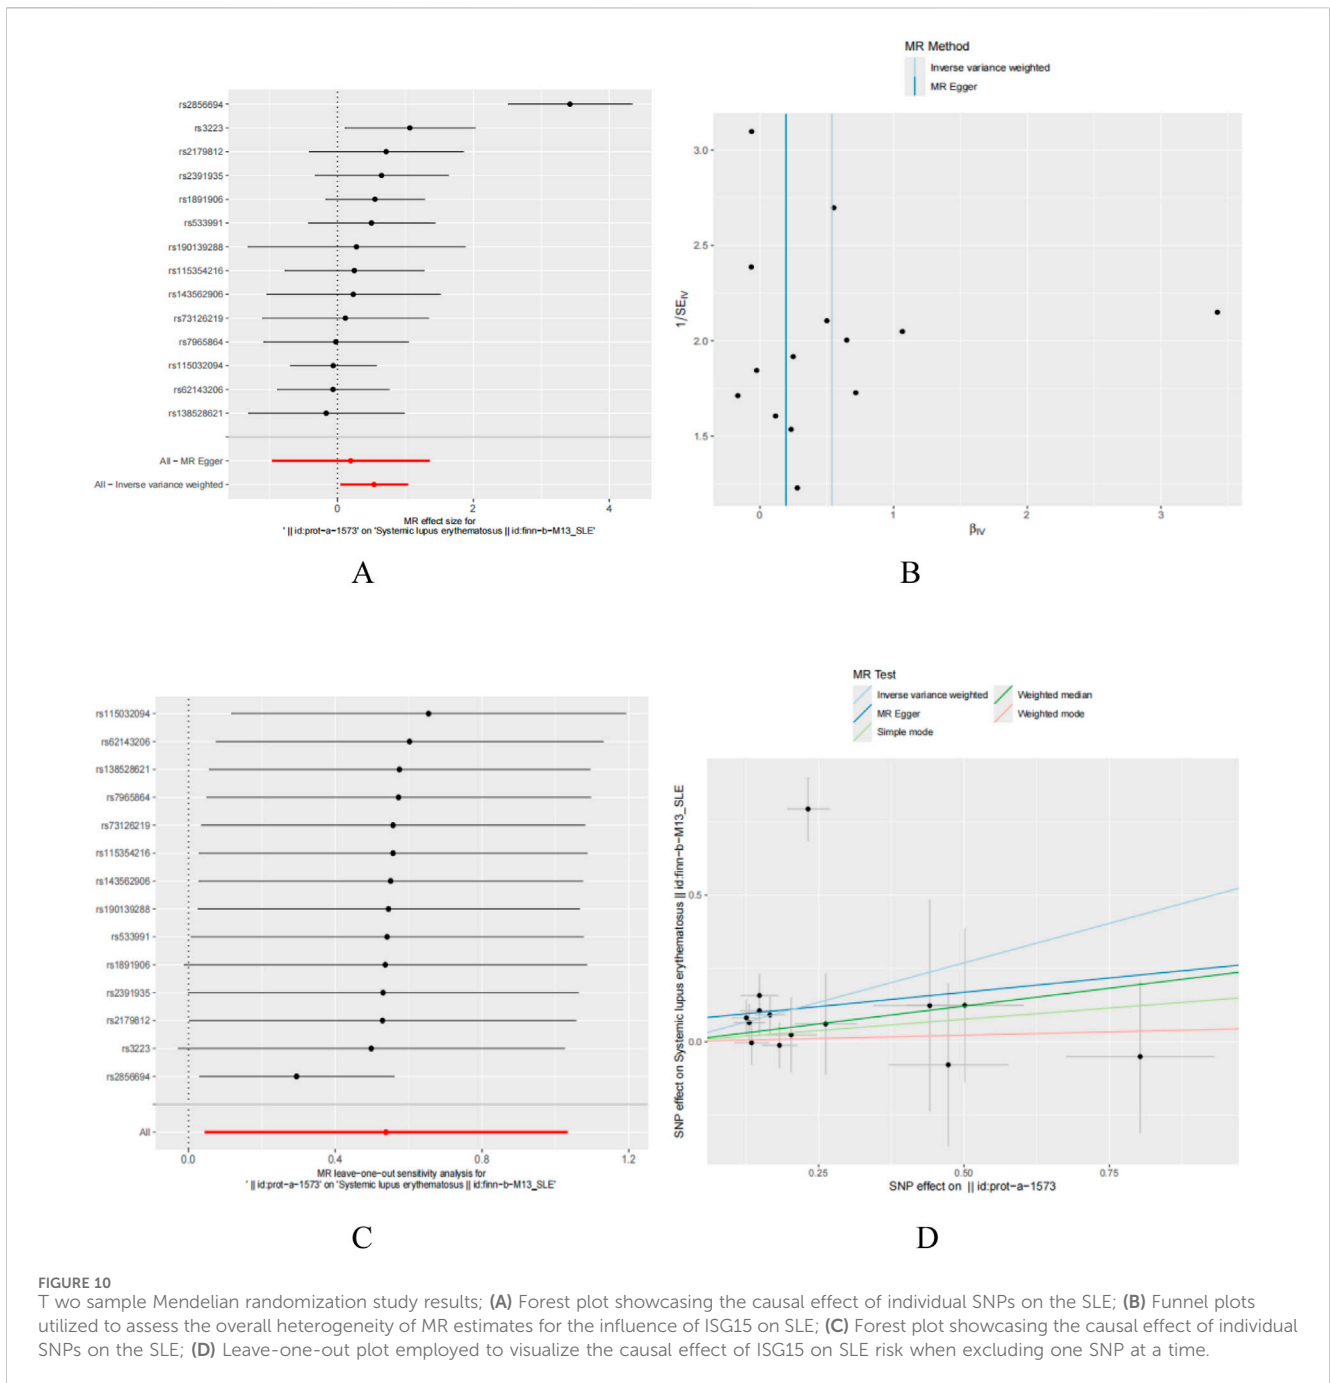 rs2856694
rs3223
rs2179812
rs2391935
rs1891906
rs533991
rs190139288
rs115354216
rs143562906
rs73126219
rs7965864
rs115032094
rs62143206
rs138528621
All − MR Egger
All − Inverse variance weighted
0
2
4
MR effect size for
' || id:prot−a−1573' on 'Systemic lupus erythematosus || id:finn−b−M13_SLE'
A
MR Method
Inverse variance weighted
MR Egger
1/SEIV
3.0
2.5
2.0
1.5
0
1
2
3
βIV
B
rs115032094
rs62143206
rs138528621
rs7965864
rs73126219
rs115354216
rs143562906
rs190139288
rs533991
rs1891906
rs2391935
rs2179812
rs3223
rs2856694
All
0.0
0.4
0.8
1.2
MR leave−one−out sensitivity analysis for
' || id:prot−a−1573' on 'Systemic lupus erythematosus || id:finn−b−M13_SLE'
C
MR Test
Inverse variance weighted
MR Egger
Simple mode
Weighted median
Weighted mode
SNP effect on Systemic lupus erythematosus || id:finn−b−M13_SLE
0.5
0.0
0.25
0.50
0.75
SNP effect on || id:prot−a−1573
D
FIGURE 10
T wo sample Mendelian randomization study results; (A) Forest plot showcasing the causal effect of individual SNPs on the SLE; (B) Funnel plots
utilized to assess the overall heterogeneity of MR estimates for the influence of ISG15 on SLE; (C) Forest plot showcasing the causal effect of individual
SNPs on the SLE; (D) Leave-one-out plot employed to visualize the causal effect of ISG15 on SLE risk when excluding one SNP at a time.